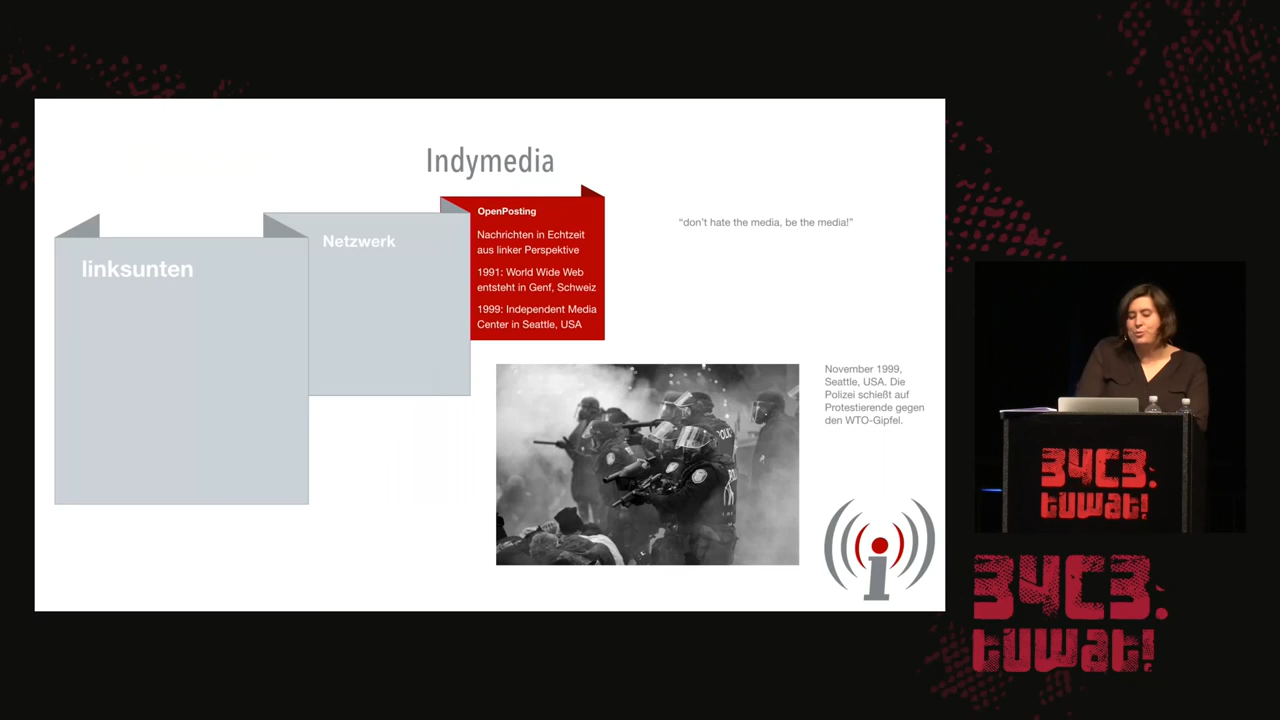 Indymedia
linksunten
Netzwerk
OpenPosting
Nachrichten in Echtzeit
aus linker Perspektive
1991: World Wide Web
entsteht in Genf, Schweiz
1999: Independent Media
Center in Seattle, USA
“don’t hate the media, be the media!”
POLIC
November 1999,
Seattle, USA. Die
Polizei schießt auf
Protestierende gegen
den WTO-Gipfel.
i
34C3.
tuwat!
34C3.
tuwat!